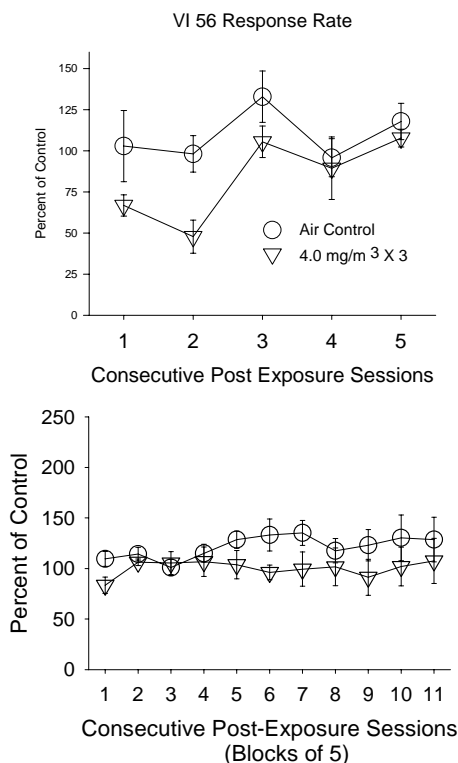 VI 56 Response Rate
Percent of Control
150
125
100
75
50
25
0
Air Control
4.0 mg/m 3 X 3
1 2 3 4 5
Consecutive Post Exposure Sessions
Percent of Control
250
200
150
100
50
0
1 2 3 4 5 6 7 8 9 10 11
Consecutive Post-Exposure Sessions
(Blocks of 5)